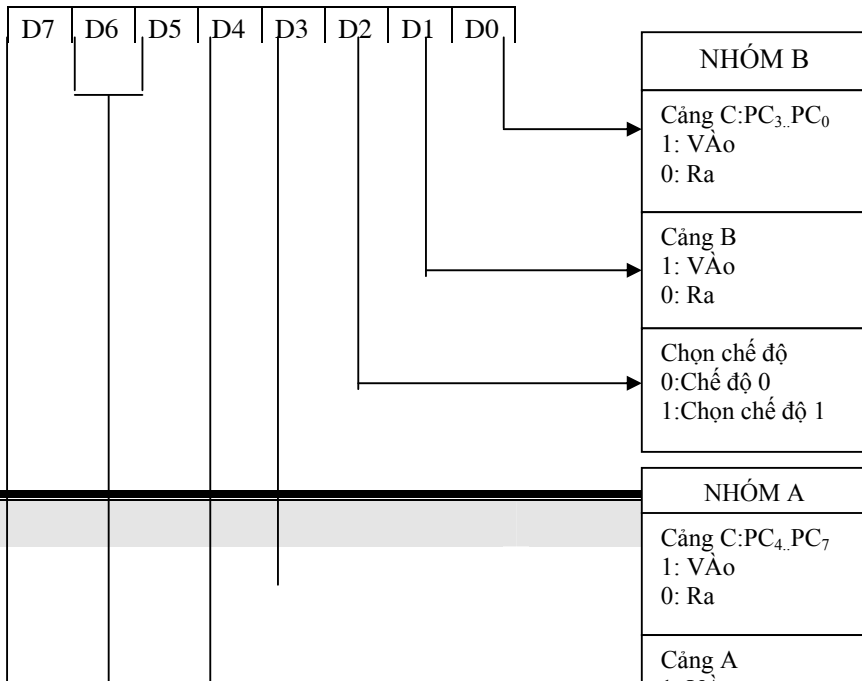 D7 D6 D5 D4 D3 D2 D1 D0
NHÓM B
Cảng C:PC3..PC0
1: VÀo
0: Ra
Cảng B
1: VÀo
0: Ra
Chọn chế độ
0:Chế độ 0
1:Chọn chế độ 1
NHÓM A
Cảng C:PC4..PC7
1: VÀo
0: Ra
Cảng A